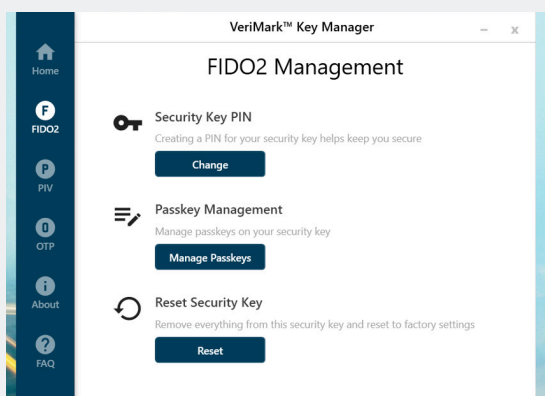 VeriMark™ Key Manager
– x
Home
F
FIDO2
P
PIV
O
OTP
i
About
?
FAQ
FIDO2 Management
Security Key PIN
Creating a PIN for your security key helps keep you secure
Change
Passkey Management
Manage passkeys on your security key
Manage Passkeys
Reset Security Key
Remove everything from this security key and reset to factory settings
Reset